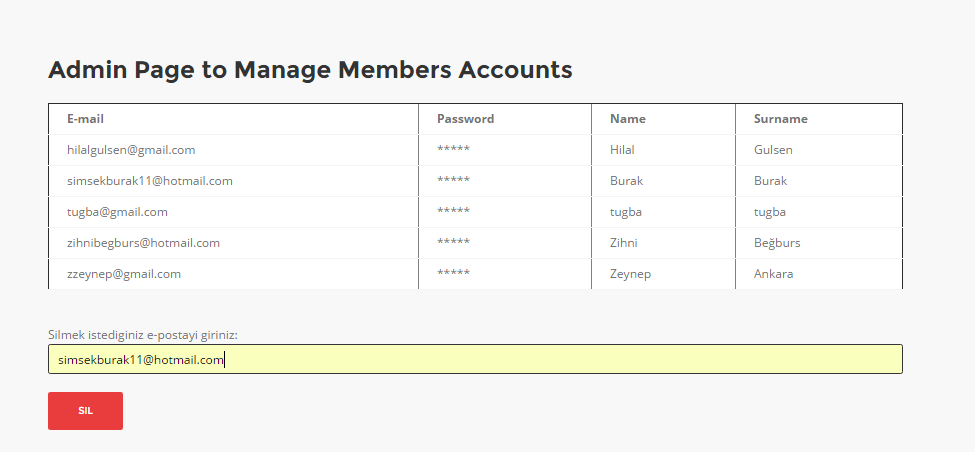 Admin Page to Manage Members Accounts
E-mail Password Name Surname
hilalgulsen@gmail.com ***** Hilal Gulsen
simsekburak11@hotmail.com ***** Burak Burak
tugba@gmail.com ***** tugba tugba
zihnibegburs@hotmail.com ***** Zihni Beğburs
zzeynep@gmail.com ***** Zeynep Ankara
Silmek istediginiz e-postayi giriniz:
simsekburak11@hotmail.com
SIL